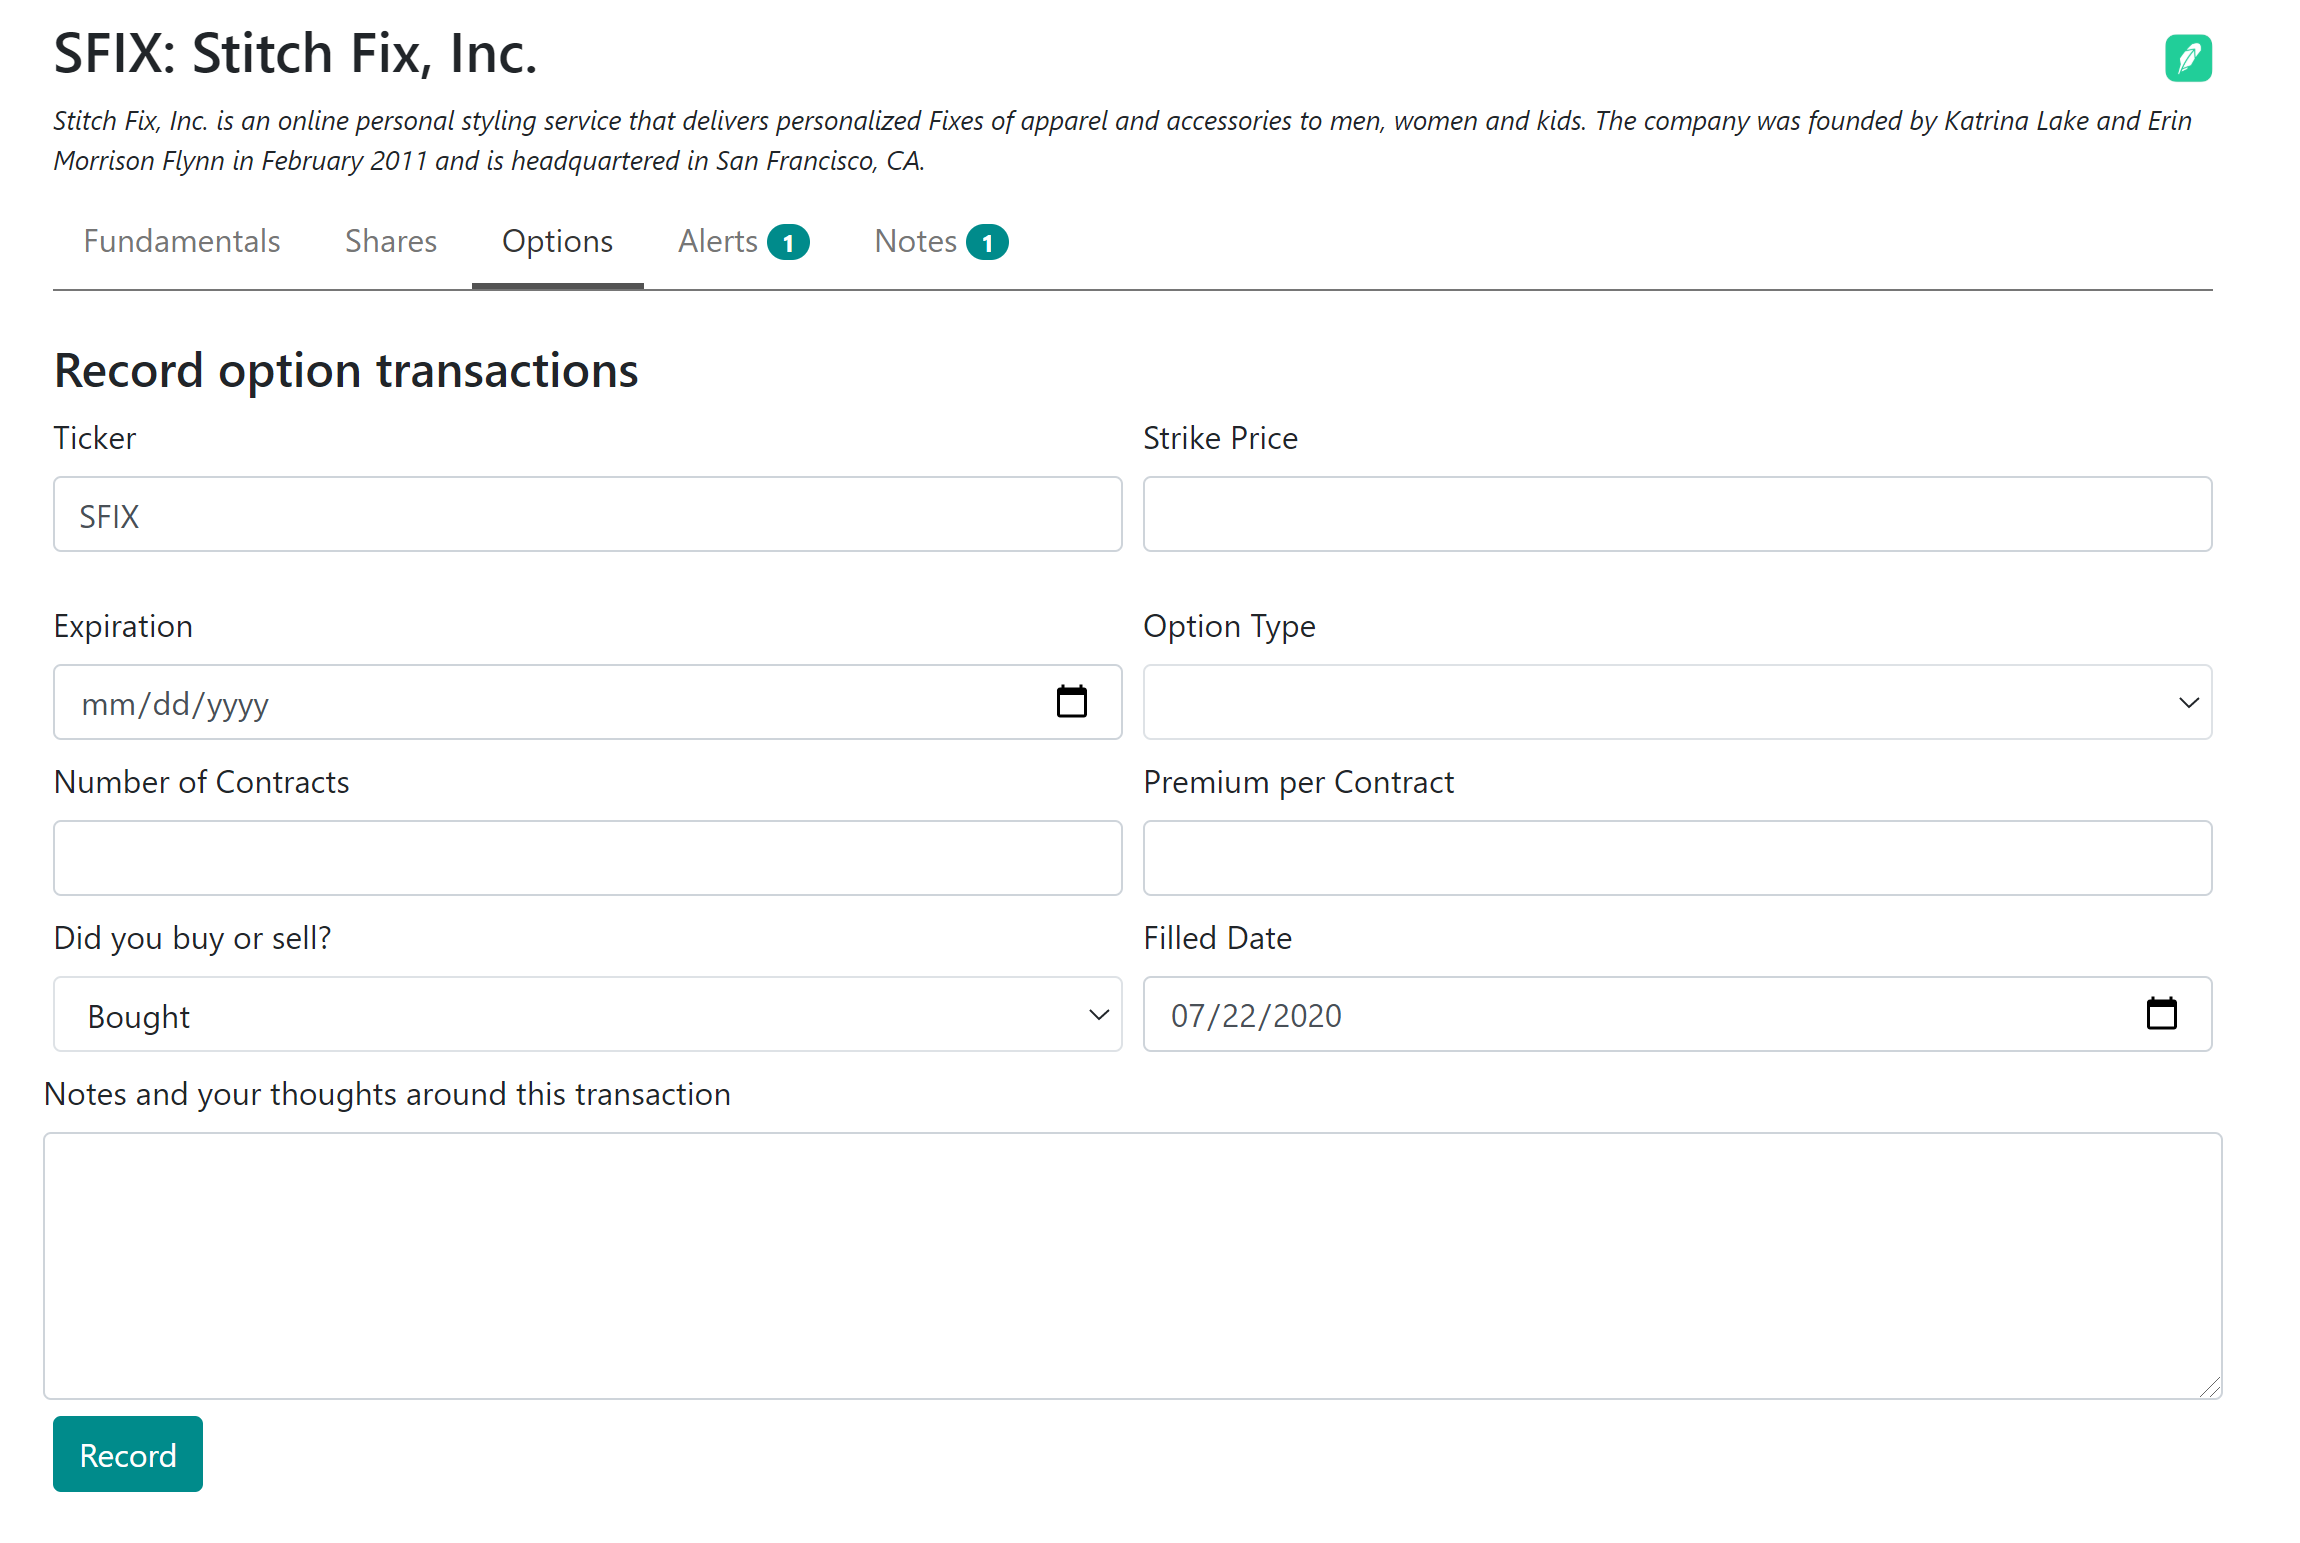 SFIX: Stitch Fix, Inc.
Stitch Fix, Inc. is an online personal styling service that delivers personalized Fixes of apparel and accessories to men, women and kids. The company was founded by Katrina Lake and Erin
Morrison Flynn in February 2011 and is headquartered in San Francisco, CA.
Fundamentals Shares Options Alerts 1 Notes 1
Record option transactions
Ticker Strike Price
SFIX
Expiration Option Type
mm/dd/yyyy
Number of Contracts Premium per Contract
Did you buy or sell? Filled Date
Bought 07/22/2020
Notes and your thoughts around this transaction
Record